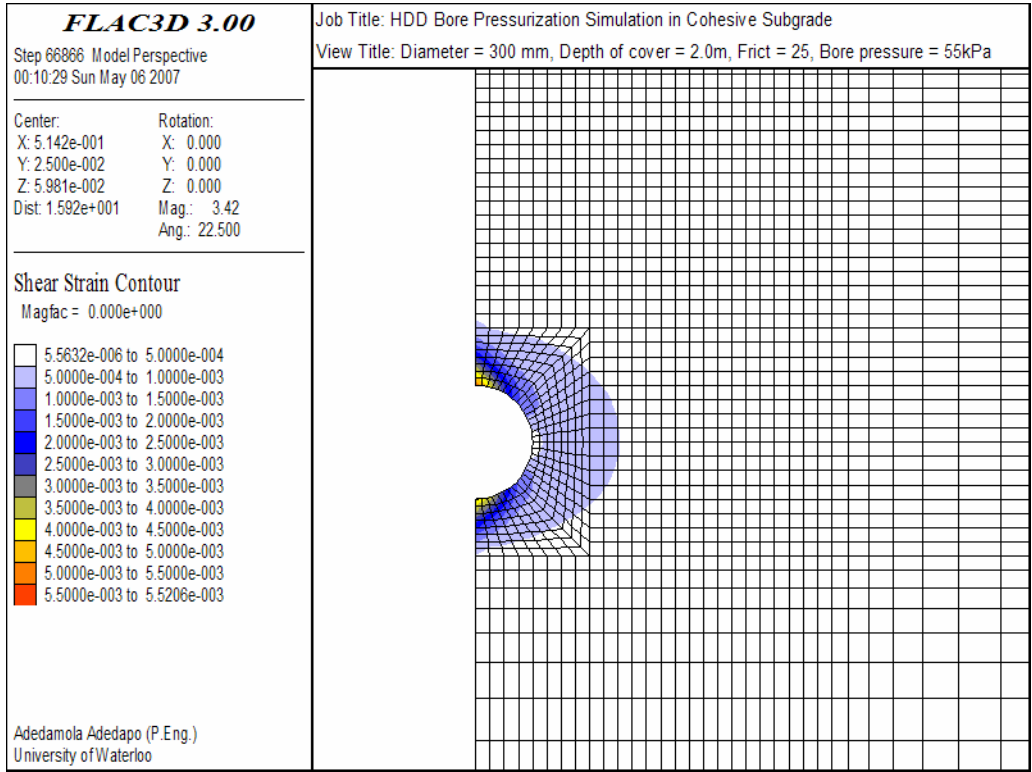 FLAC3D 3.00
Step 66866  Model Perspective
00:10:29 Sun May 06 2007
Center:
X: 5.142e-001
Y: 2.500e-002
Z: 5.981e-002
Dist: 1.592e+001
Rotation:
X:  0.000
Y:  0.000
Z:  0.000
Mag.:  3.42
Ang.:  22.500
Shear Strain Contour
Magfac =  0.000e+000
5.5632e-006 to  5.0000e-004
5.0000e-004 to  1.0000e-003
1.0000e-003 to  1.5000e-003
1.5000e-003 to  2.0000e-003
2.0000e-003 to  2.5000e-003
2.5000e-003 to  3.0000e-003
3.0000e-003 to  3.5000e-003
3.5000e-003 to  4.0000e-003
4.0000e-003 to  4.5000e-003
4.5000e-003 to  5.0000e-003
5.0000e-003 to  5.5000e-003
5.5000e-003 to  5.5206e-003
Adedamola Adedapo (P.Eng.)
University of Waterloo
Job Title: HDD Bore Pressurization Simulation in Cohesive Subgrade
View Title: Diameter = 300 mm, Depth of cover = 2.0m, Frict = 25, Bore pressure = 55kPa